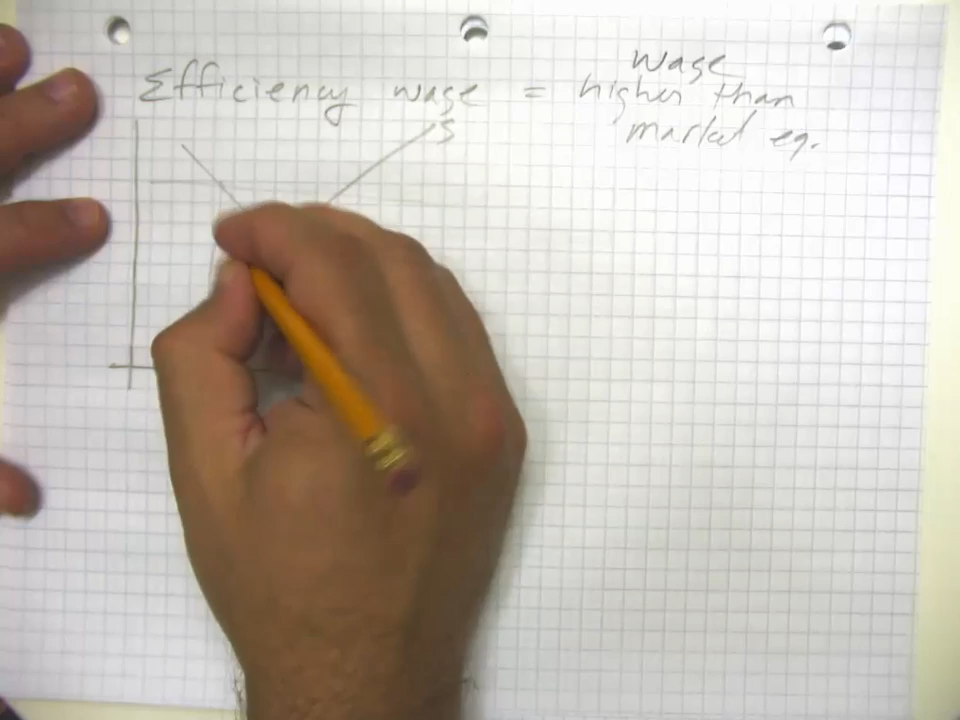 wage
Efficiency wage = higher than
market eq.
S